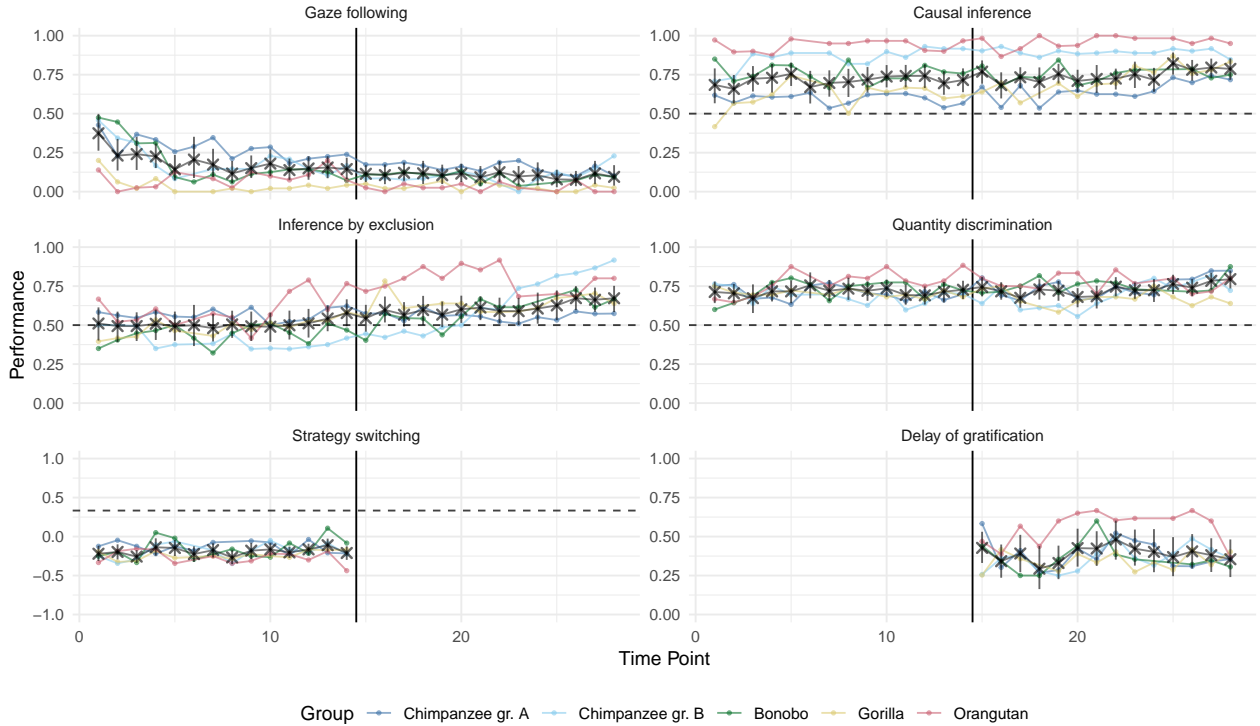 Gaze following Causal inference
1.00 1.00
0.75 0.75
0.50 0.50
0.25 0.25
0.00 0.00
Inference by exclusion Quantity discrimination
1.00 1.00
0.75 0.75
0.50 0.50
0.25 0.25
0.00 0.00
Performance
Strategy switching Delay of gratification
1.0 1.00
0.5 0.75
0.0 0.50
−0.5 0.25
−1.0 0.00
0 10 20 0 10 20
Time Point
Group Chimpanzee gr. A Chimpanzee gr. B Bonobo Gorilla Orangutan